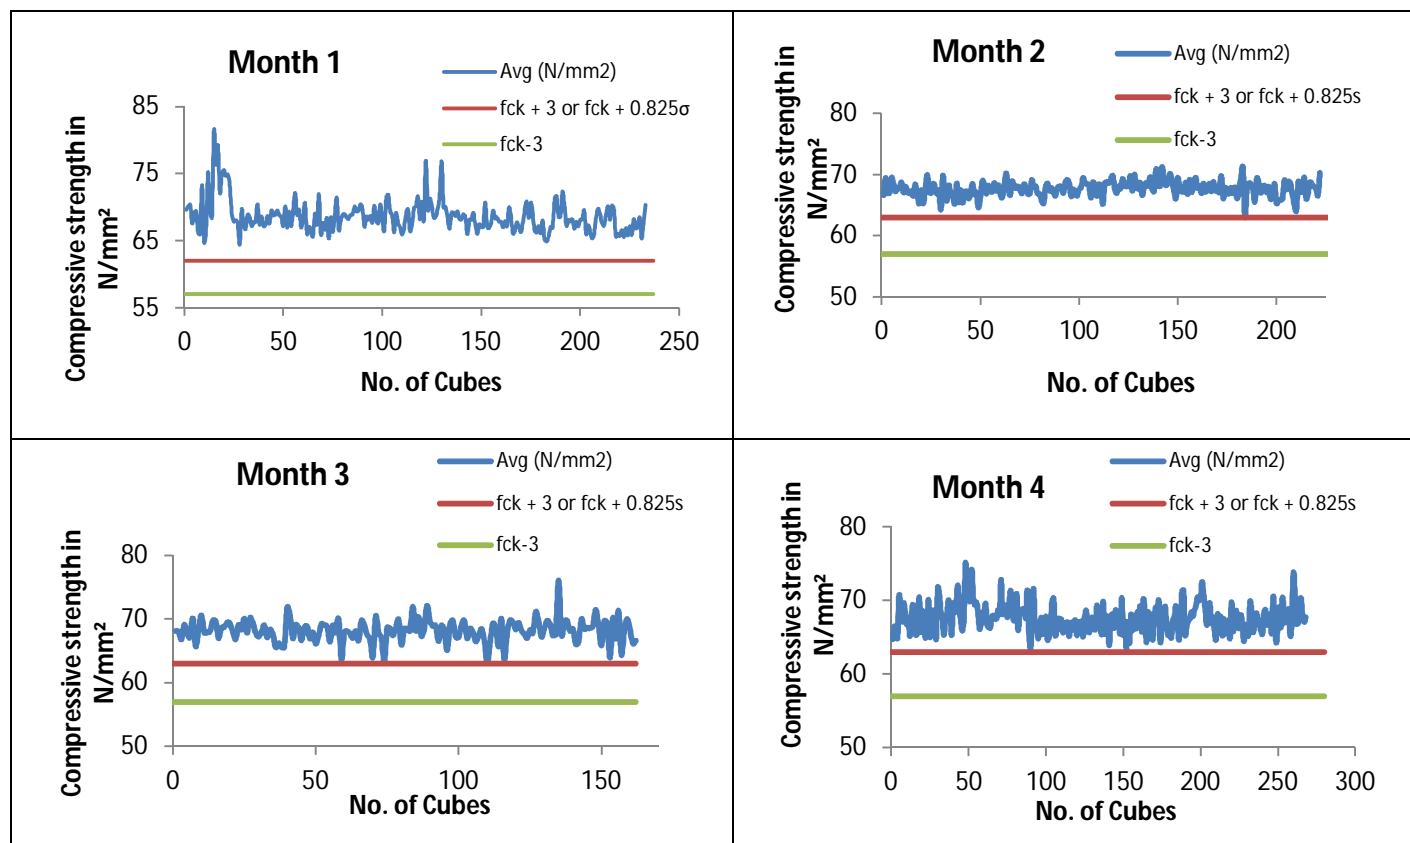 Month 1
Avg (N/mm2)
fck + 3 or fck + 0.825σ
fck-3
Compressive strength in
N/mm²
85
75
65
55
0 50 100 150 200 250
No. of Cubes
Month 2
Avg (N/mm2)
fck + 3 or fck + 0.825s
fck-3
Compressive strength in
N/mm²
80
70
60
50
0 50 100 150 200
No. of Cubes
Month 3
Avg (N/mm2)
fck + 3 or fck + 0.825s
fck-3
Compressive strength in
N/mm²
80
70
60
50
0 50 100 150
No. of Cubes
Month 4
Avg (N/mm2)
fck + 3 or fck + 0.825s
fck-3
Compressive strength in
N/mm²
80
70
60
50
0 50 100 150 200 250 300
No. of Cubes